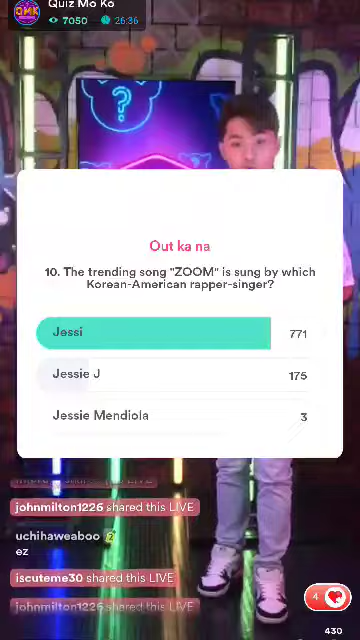 Quiz Mo Ko
QMK
7050 26:36
?
Out ka na
10. The trending song "ZOOM" is sung by which
Korean-American rapper-singer?
Jessi 771
Jessie J 175
Jessie Mendiola 3
johnmilton1226 shared this LIVE
uchihaweaboo
ez
iscuteme30 shared this LIVE
johnmilton1226 shared this LIVE
4
430